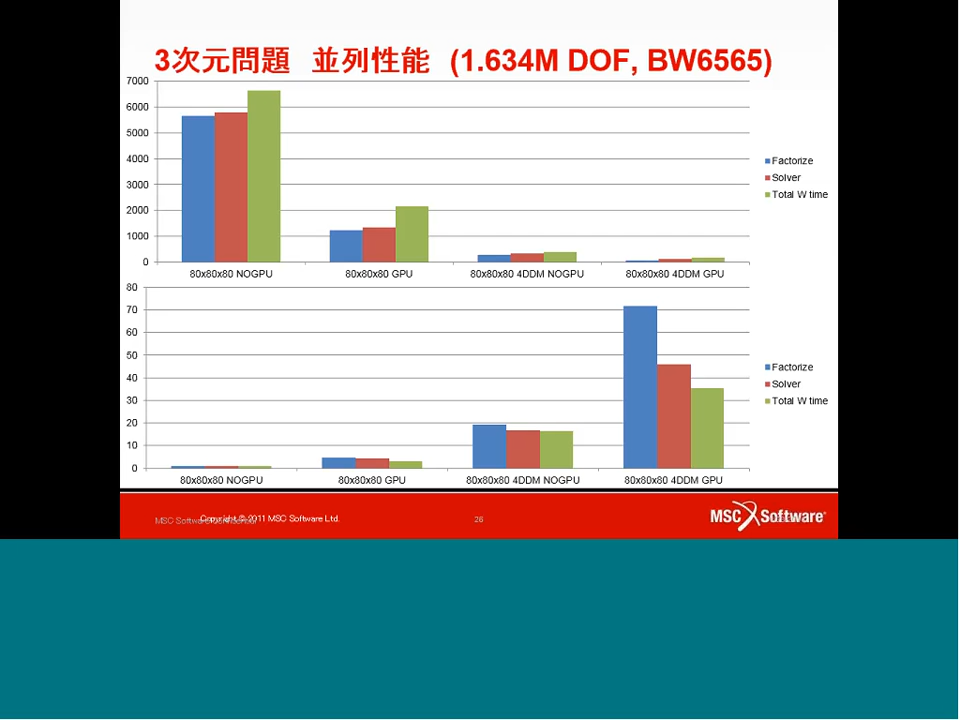 3次元問題 並列性能 (1.634M DOF, BW6565)
7000
6000
5000
4000
3000
2000
1000
0
80x80x80 NOGPU
80x80x80 GPU
80x80x80 4DDM NOGPU
80x80x80 4DDM GPU
Factorize
Solver
Total W time
80
70
60
50
40
30
20
10
0
80x80x80 NOGPU
80x80x80 GPU
80x80x80 4DDM NOGPU
80x80x80 4DDM GPU
Factorize
Solver
Total W time
MSC Software
Copyright © 2011 MSC Software Ltd.
26
MSC Software